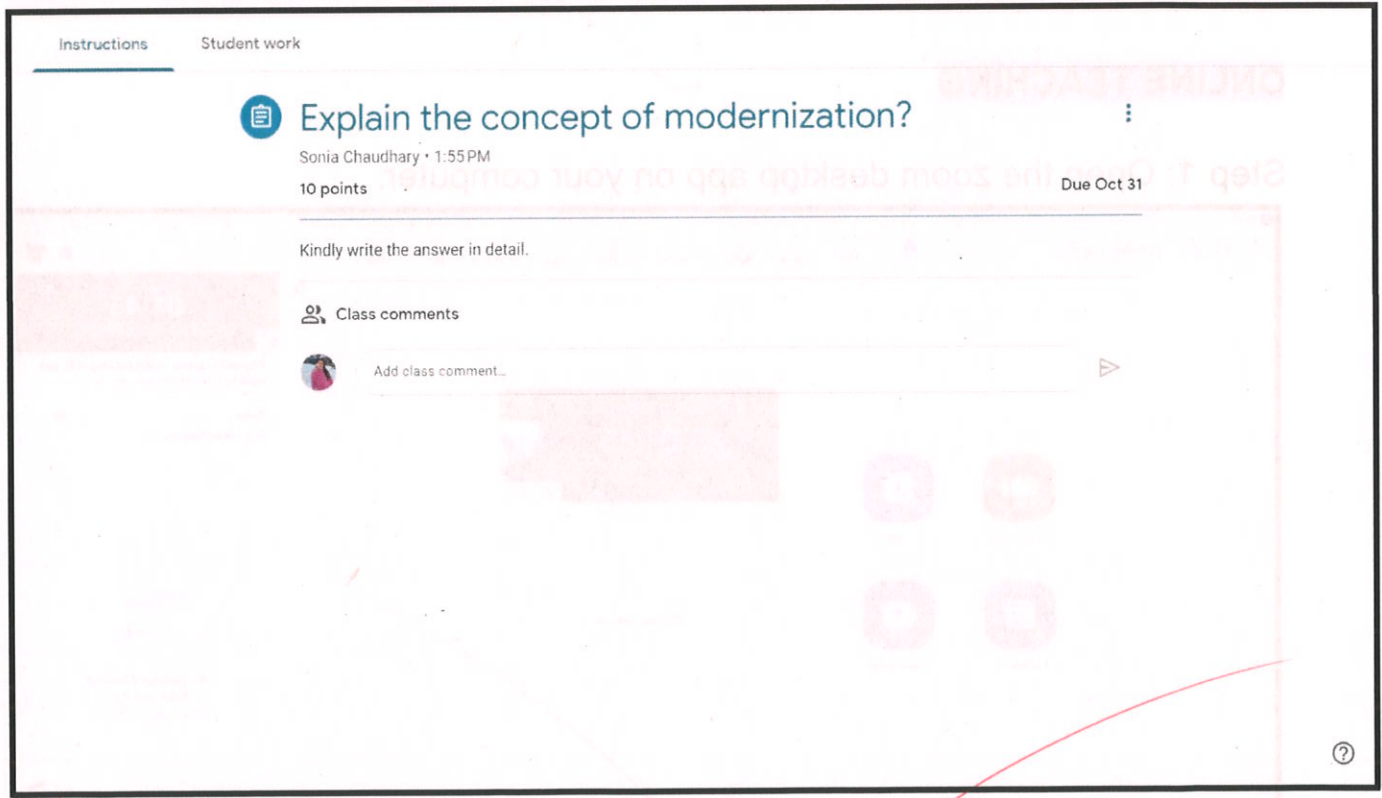 Instructions
Student work
Explain the concept of modernization?
Sonia Chaudhary • 1:55 PM
10 points
Due Oct 31
Kindly write the answer in detail.
Class comments
Add class comment...
ONLINE TEACHING
Step 1: Open the zoom desktop app on your computer.